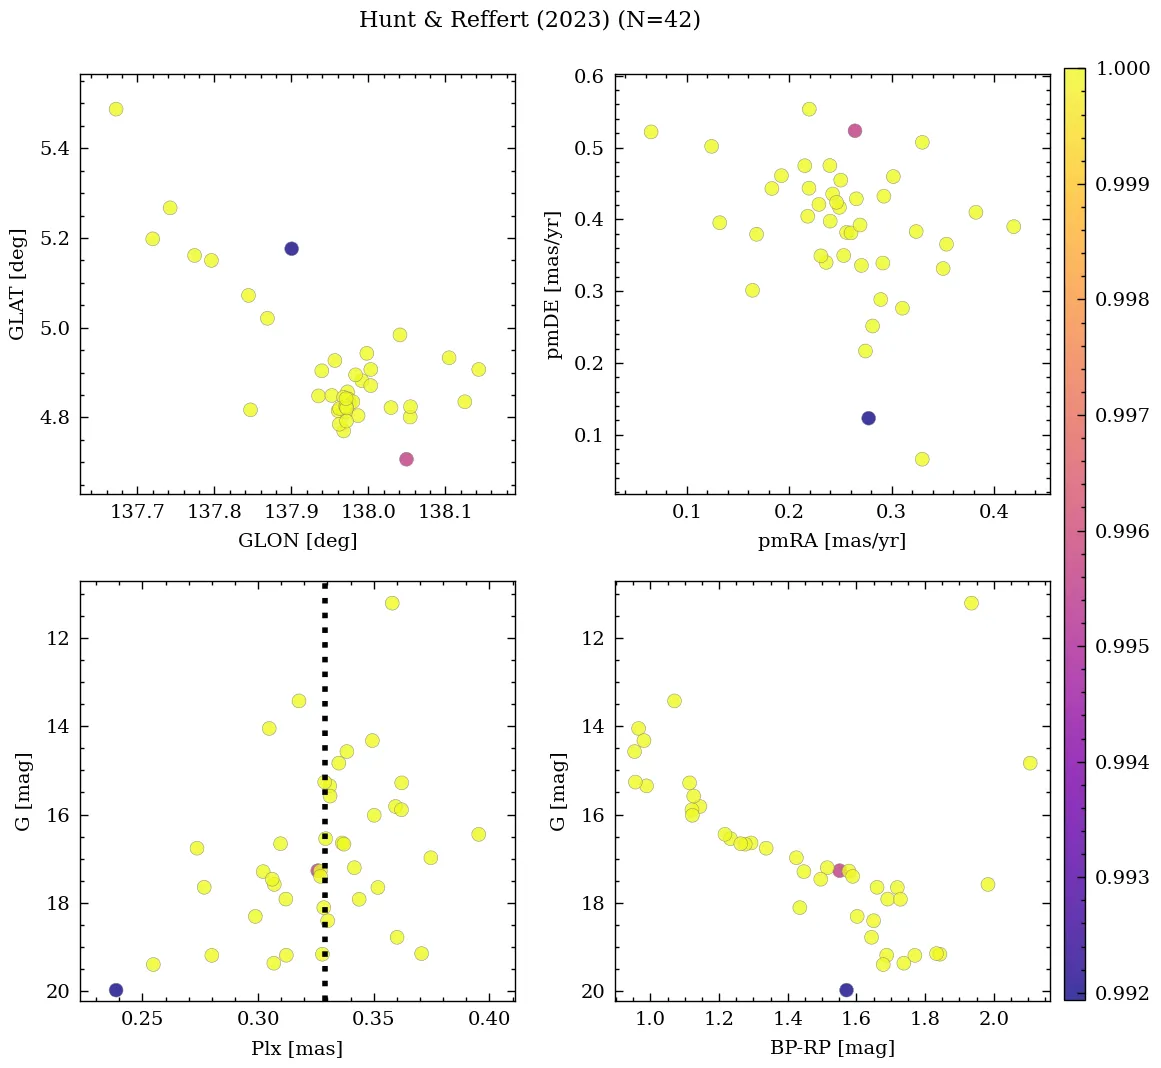 Hunt & Reffert (2023) (N=42)
GLAT [deg]
5.4
5.2
5.0
4.8
137.7 137.8 137.9 138.0 138.1
GLON [deg]
pmDE [mas/yr]
0.6
0.5
0.4
0.3
0.2
0.1
0.1 0.2 0.3 0.4
pmRA [mas/yr]
1.000
0.999
0.998
0.997
0.996
0.995
0.994
0.993
0.992
G [mag]
12
14
16
18
20
0.25 0.30 0.35 0.40
Plx [mas]
G [mag]
12
14
16
18
20
1.0 1.2 1.4 1.6 1.8 2.0
BP-RP [mag]